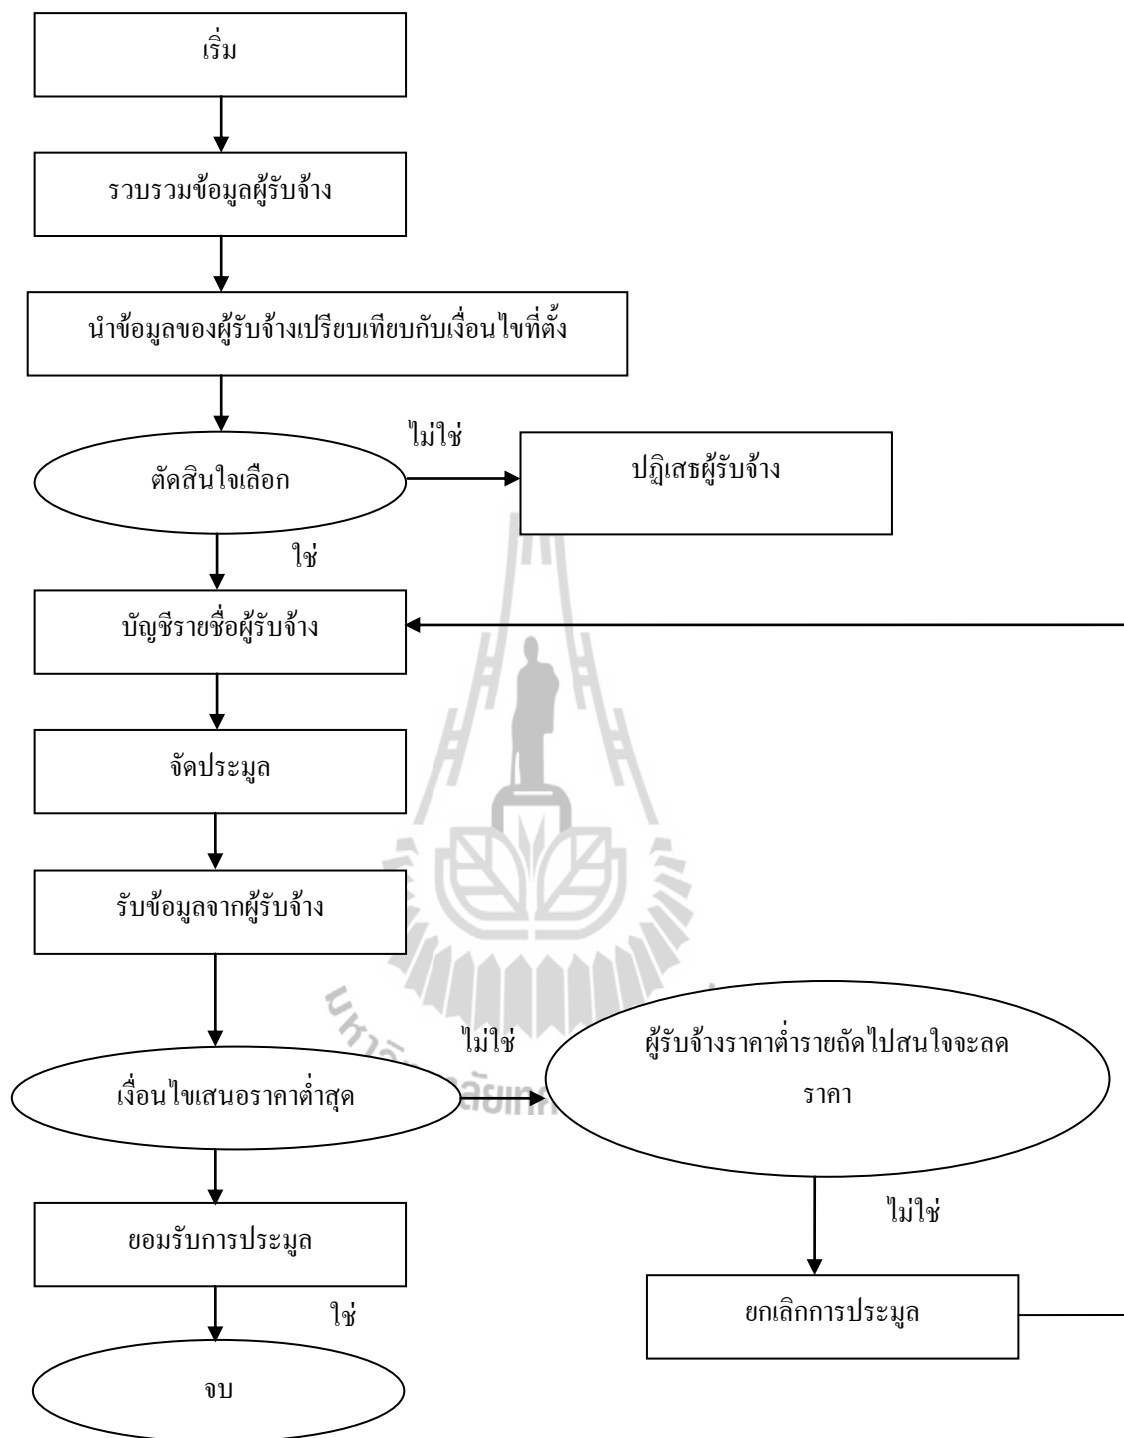 เริ่ม
รวบรวมข้อมูลผู้รับจ้าง
นำข้อมูลของผู้รับจ้างเปรียบเทียบกับเงื่อนไขที่ตั้ง
ไม่ใช่
ตัดสินใจเลือก
ปฏิเสธผู้รับจ้าง
ใช่
บัญชีรายชื่อผู้รับจ้าง
จัดประมูล
รับข้อมูลจากผู้รับจ้าง
ไม่ใช่
ผู้รับจ้างราคาต่ำรายถัดไปสนใจจะลด
ราคา
เงื่อนไขเสนอราคาต่ำสุด
ไม่ใช่
ยอมรับการประมูล
ยกเลิกการประมูล
ใช่
จบ